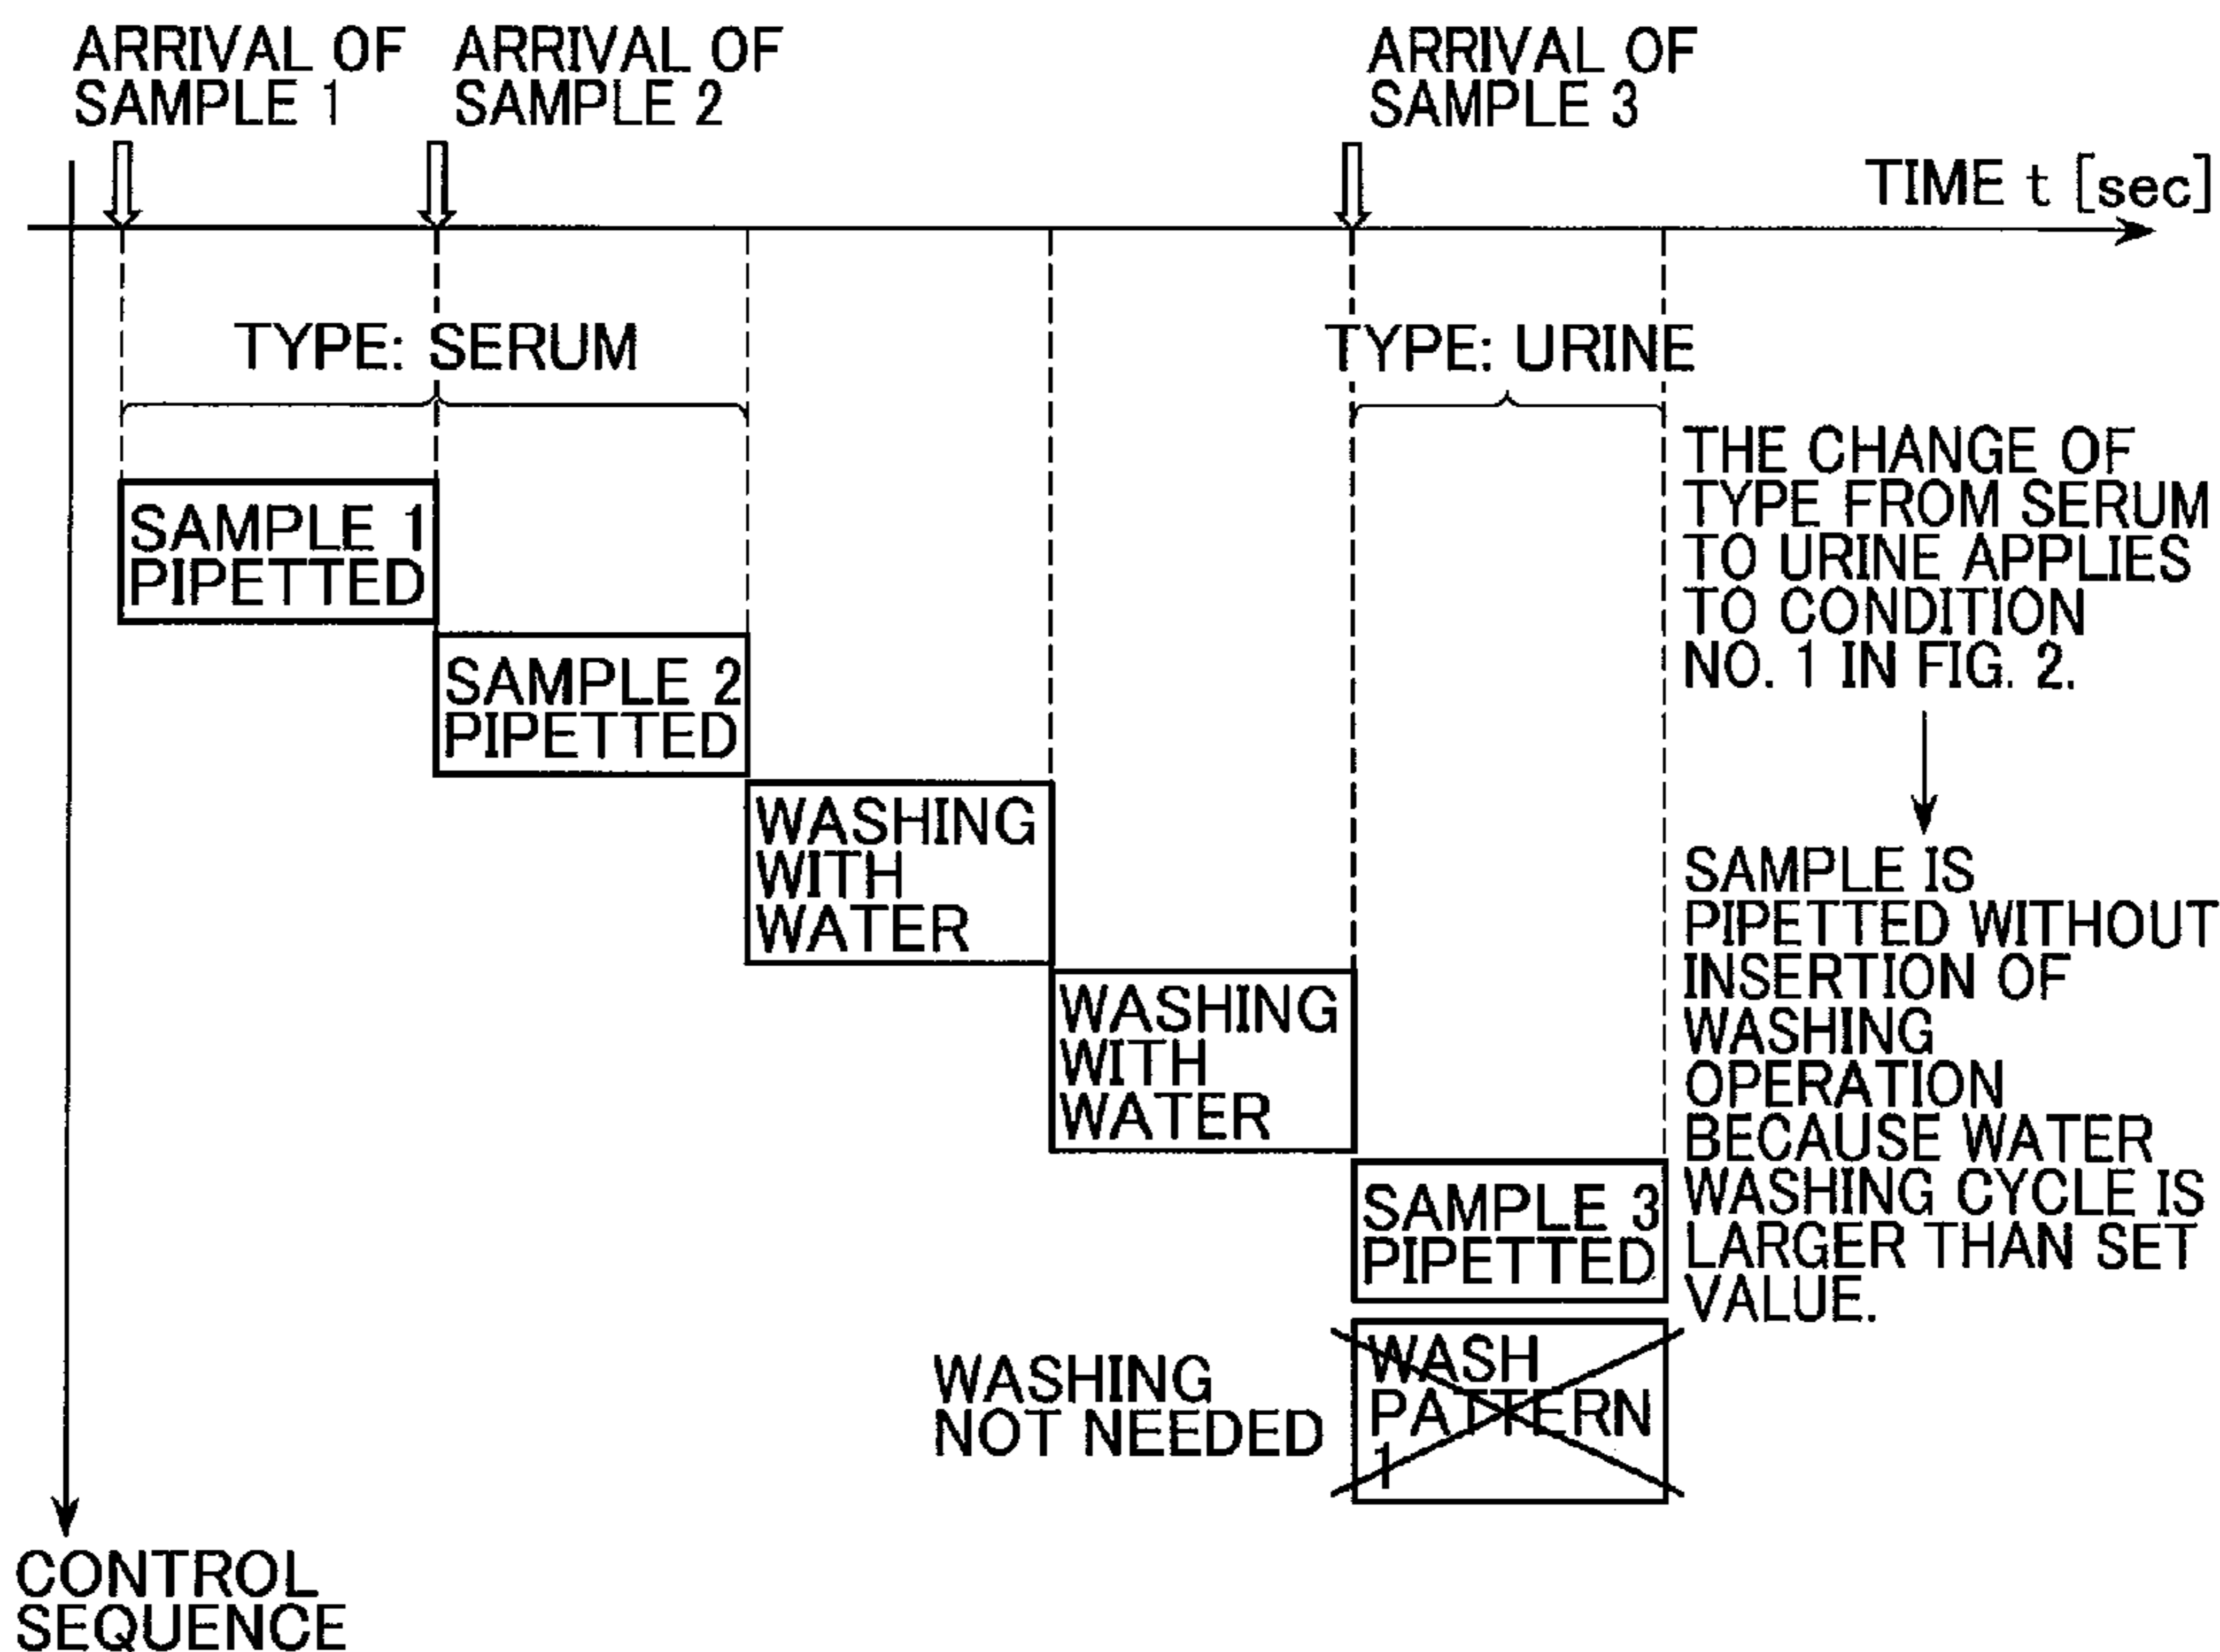 ARRIVAL OF
SAMPLE 1
ARRIVAL OF
SAMPLE 2
ARRIVAL OF
SAMPLE 3
TIME t [sec]
TYPE: SERUM
TYPE: URINE
THE CHANGE OF
TYPE FROM SERUM
TO URINE APPLIES
TO CONDITION
NO. 1 IN FIG. 2.
SAMPLE 1
PIPETTED
SAMPLE 2
PIPETTED
WASHING
WITH
WATER
WASHING
WITH
WATER
SAMPLE IS
PIPETTED WITHOUT
INSERTION OF
WASHING
OPERATION
BECAUSE WATER
WASHING CYCLE IS
LARGER THAN SET
VALUE.
SAMPLE 3
PIPETTED
WASHING
NOT NEEDED
WASH
PATTERN
1
CONTROL
SEQUENCE